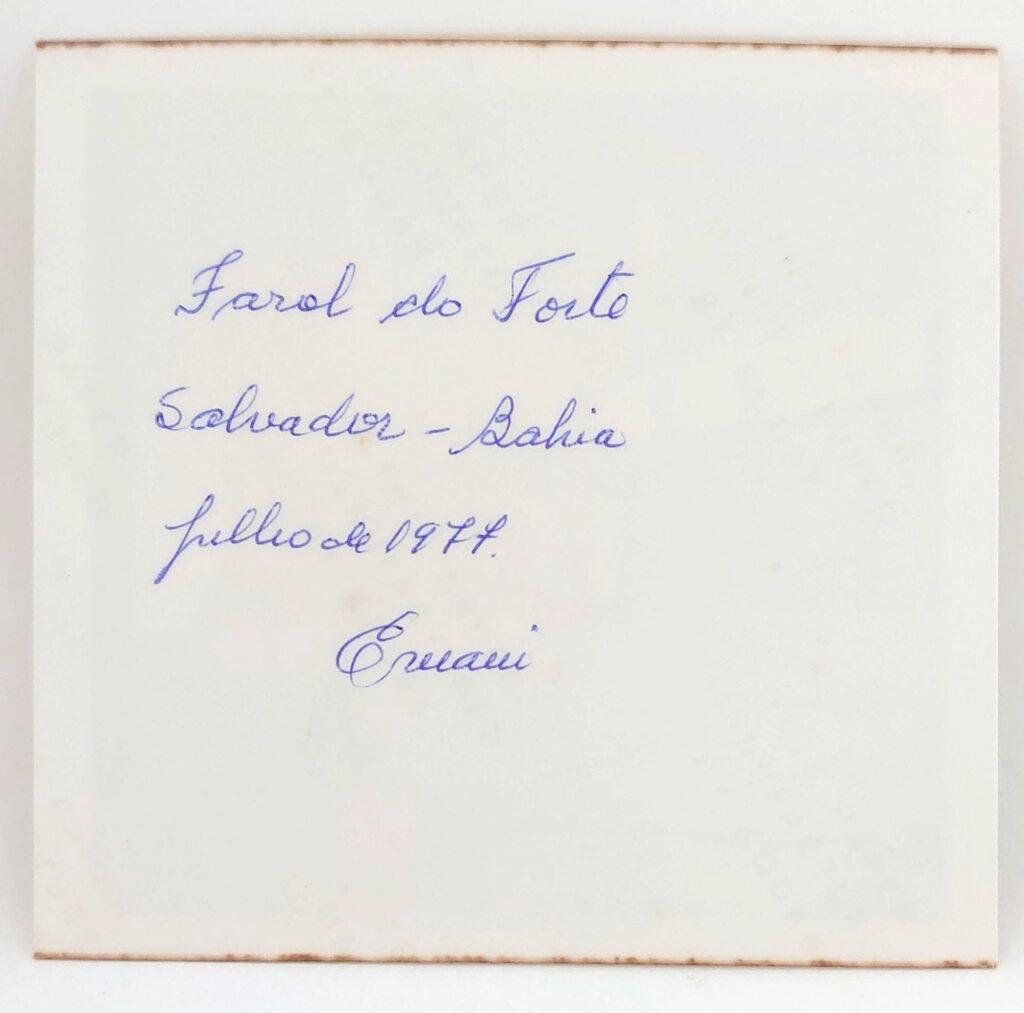 Farol do Forte
Salvador - Bahia
Julho de 1977.
Ernani